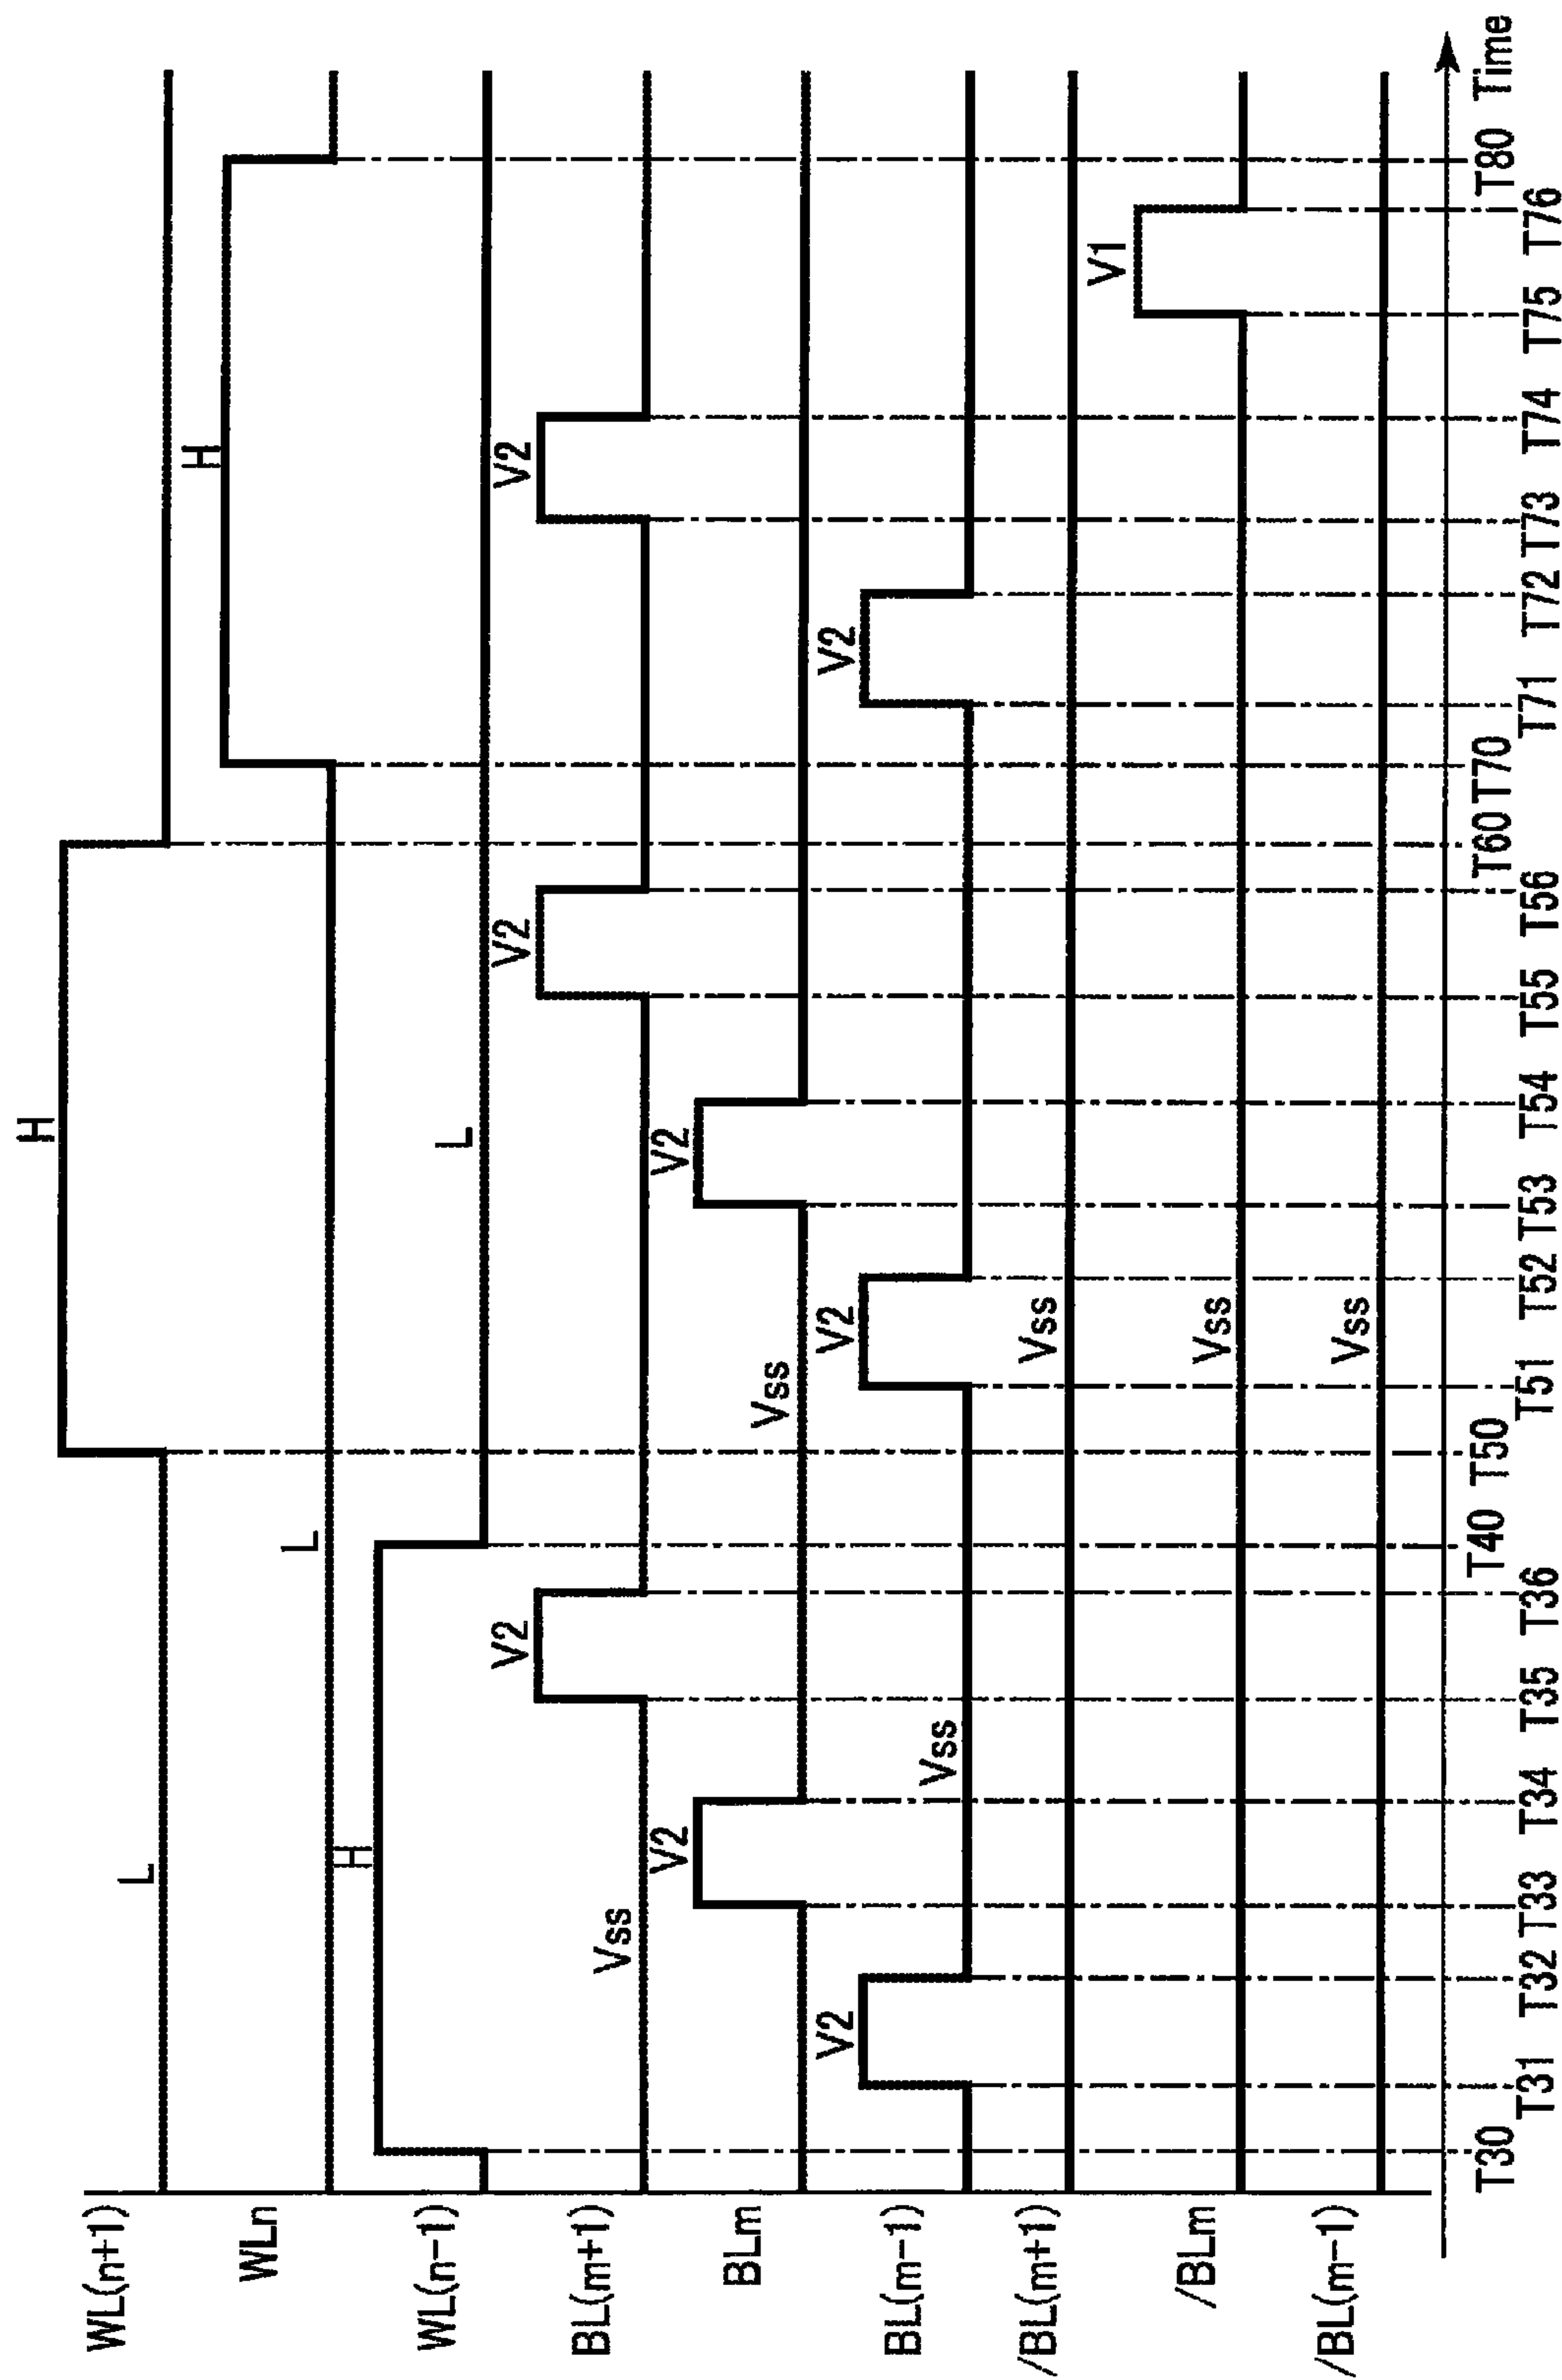 WL(n+1)
L
H
WLn
L
H
WL(n-1)
H
L
BL(m+1)
Vss
V2
V2
V2
BLm
V2
Vss
V2
BL(m-1)
V2
Vss
V2
V2
/BL(m+1)
Vss
/BLm
Vss
V1
/BL(m-1)
Vss
T30 T40 T50 T60 T70 T80 Time
T31 T32 T33 T34 T35 T36 T51 T52 T53 T54 T55 T56 T71 T72 T73 T74 T75 T76